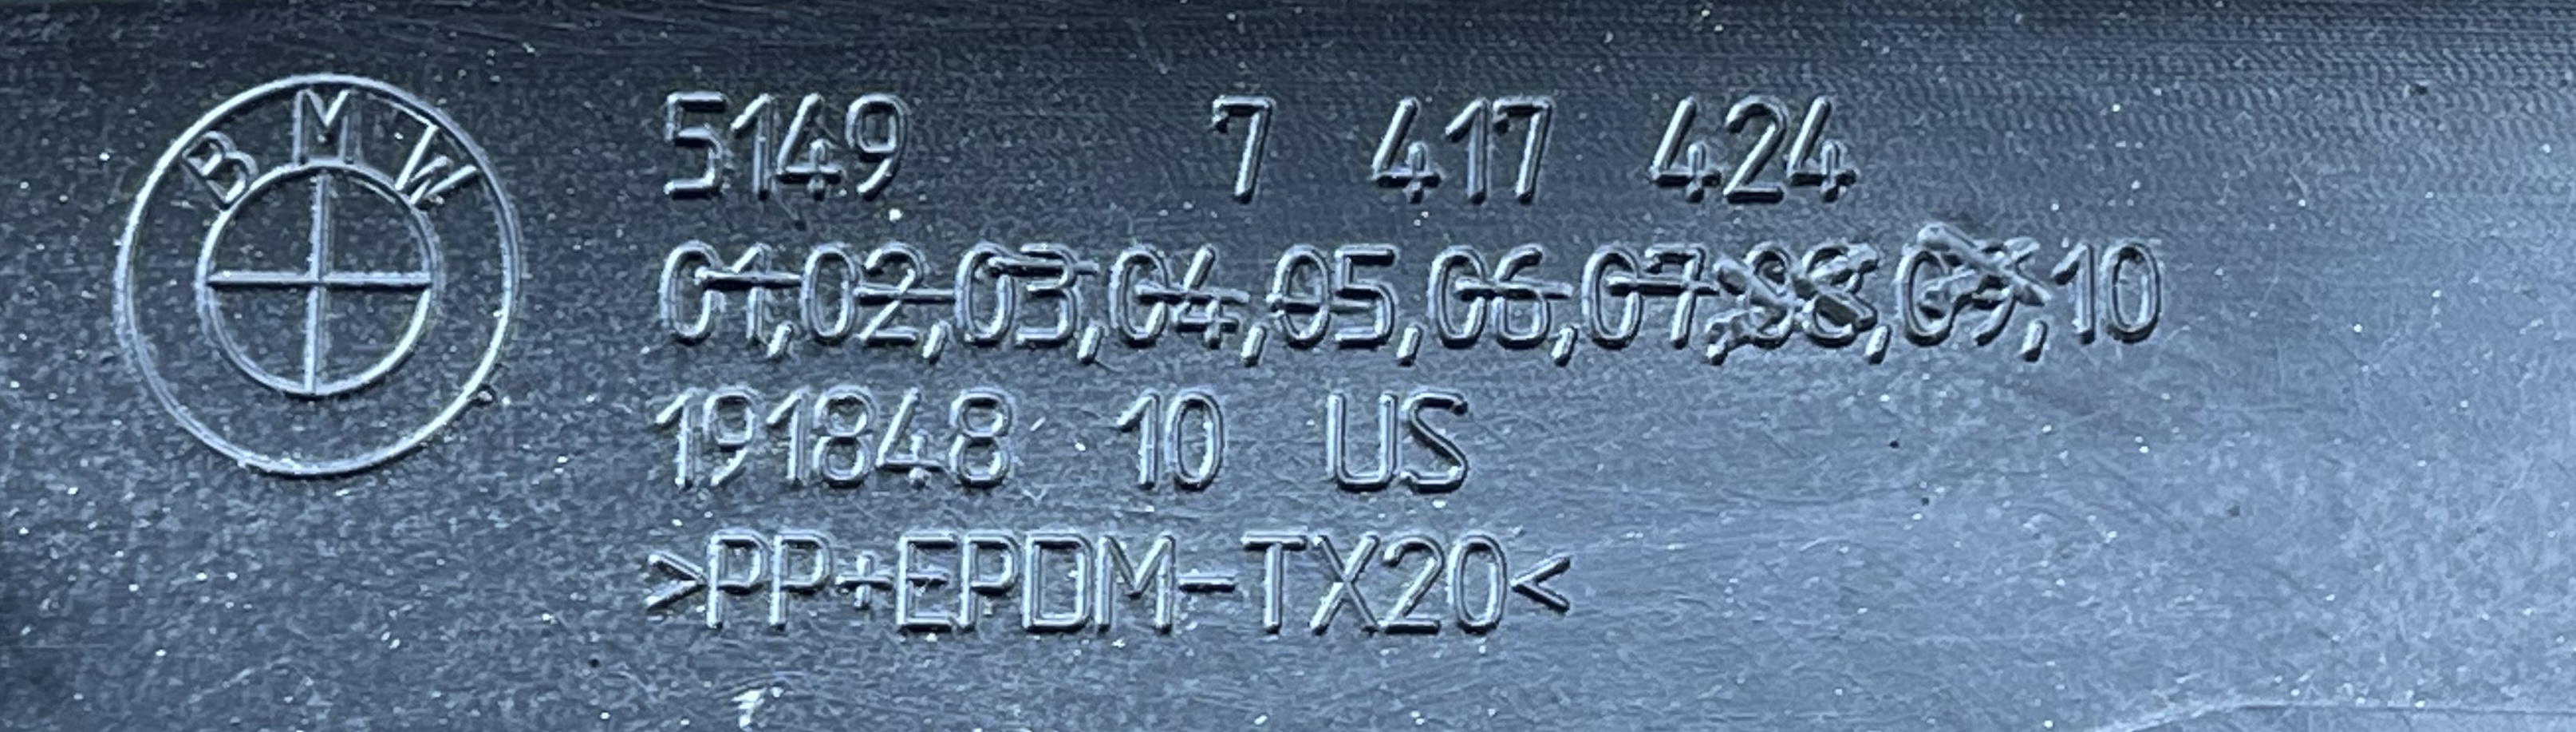 BMW
5149 7 417 424
01,02,03,04,05,06,07,08,09,10
191848 10 US
>PP+EPDM-TX20<